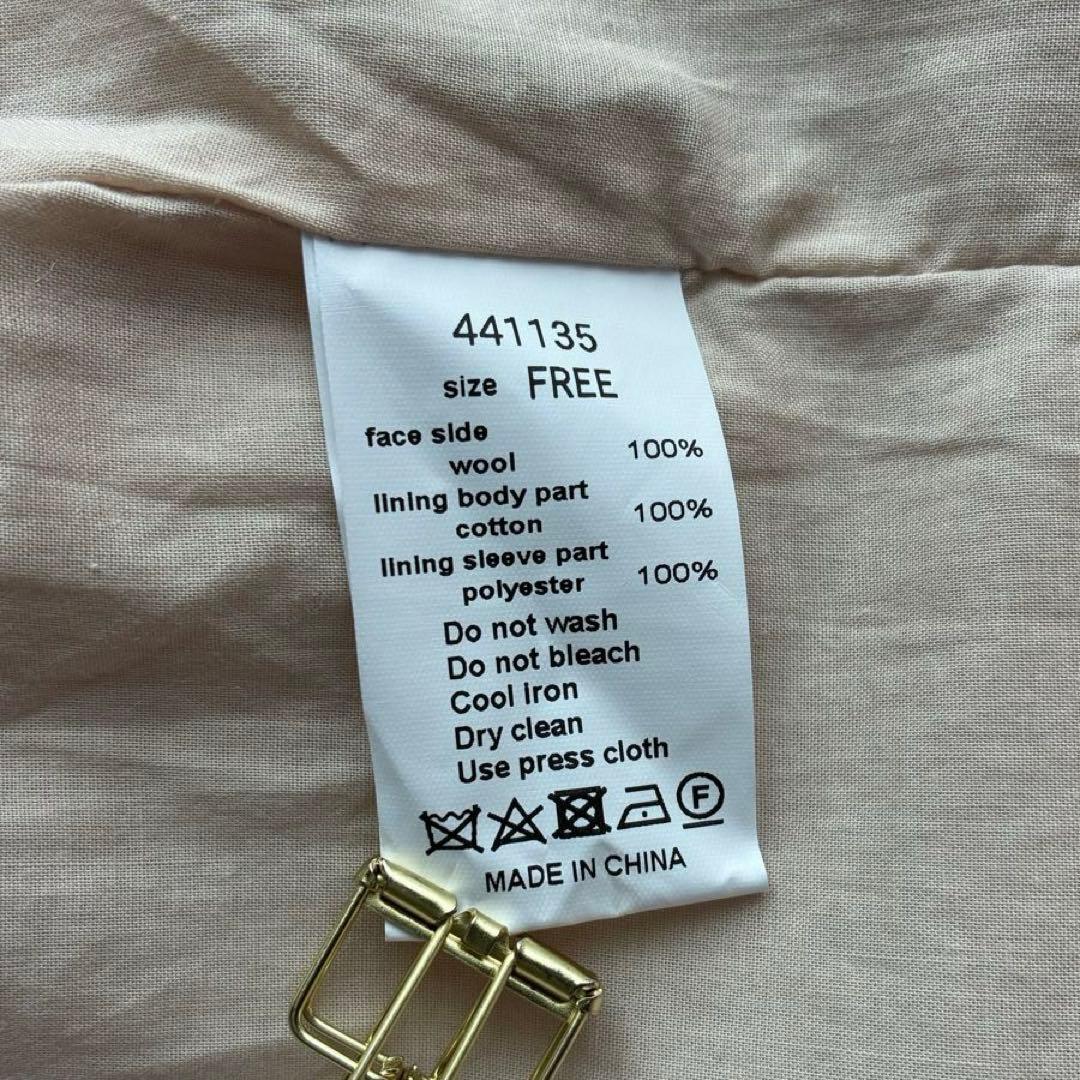 441135
size FREE
face side
wool 100%
lining body part
cotton 100%
lining sleeve part
polyester 100%
Do not wash
Do not bleach
Cool iron
Dry clean
Use press cloth
F
MADE IN CHINA